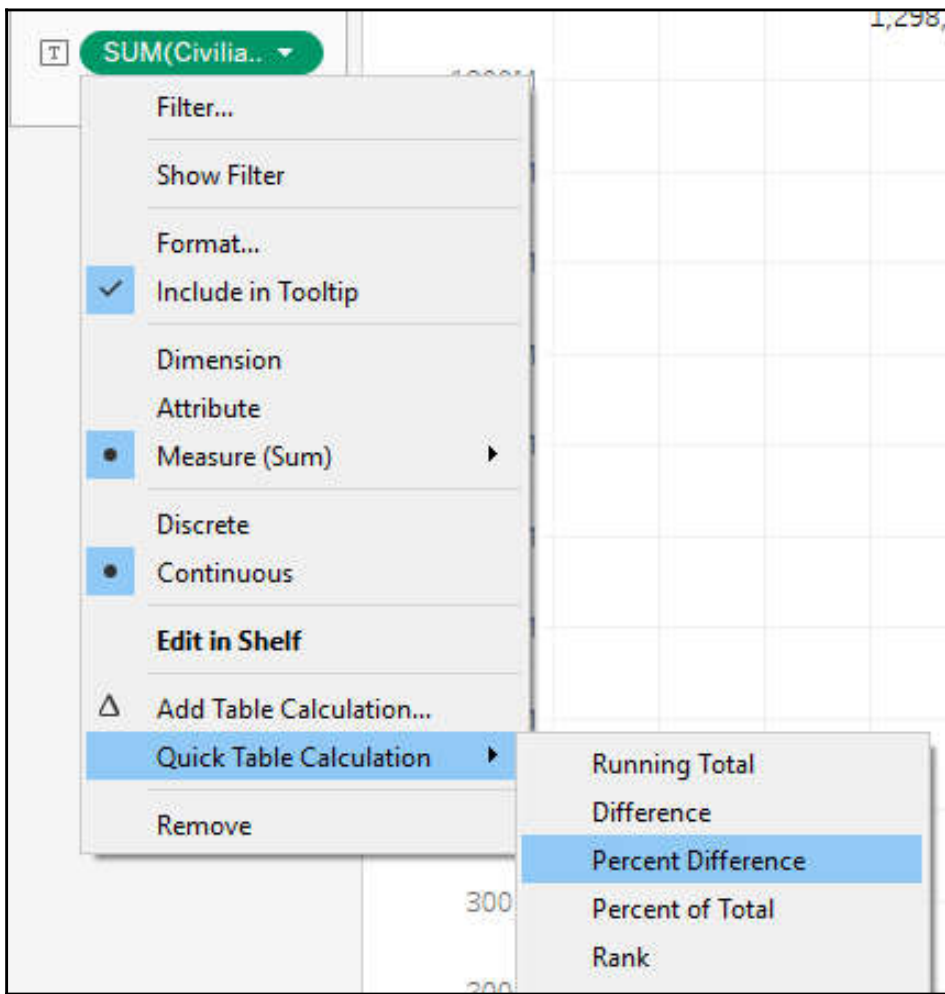 1,298,
T
SUM(Civilia..
Filter...
Show Filter
Format...
Include in Tooltip
Dimension
Attribute
Measure (Sum)
Discrete
Continuous
Edit in Shelf
Add Table Calculation...
Quick Table Calculation
Remove
Running Total
Difference
Percent Difference
Percent of Total
Rank
300